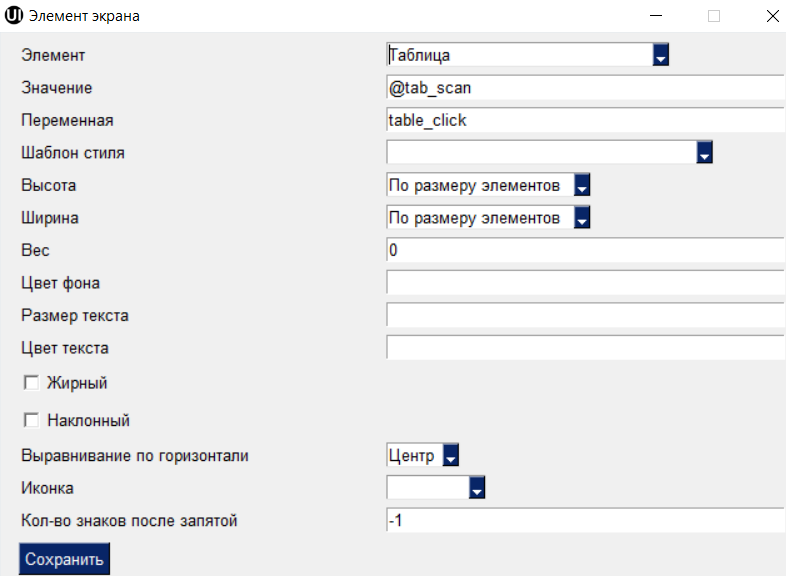 UI Элемент экрана
Элемент Таблица
Значение @tab_scan
Переменная table_click
Шаблон стиля
Высота По размеру элементов
Ширина По размеру элементов
Вес 0
Цвет фона
Размер текста
Цвет текста
Жирный
Наклонный
Выравнивание по горизонтали Центр
Иконка
Кол-во знаков после запятой -1
Сохранить